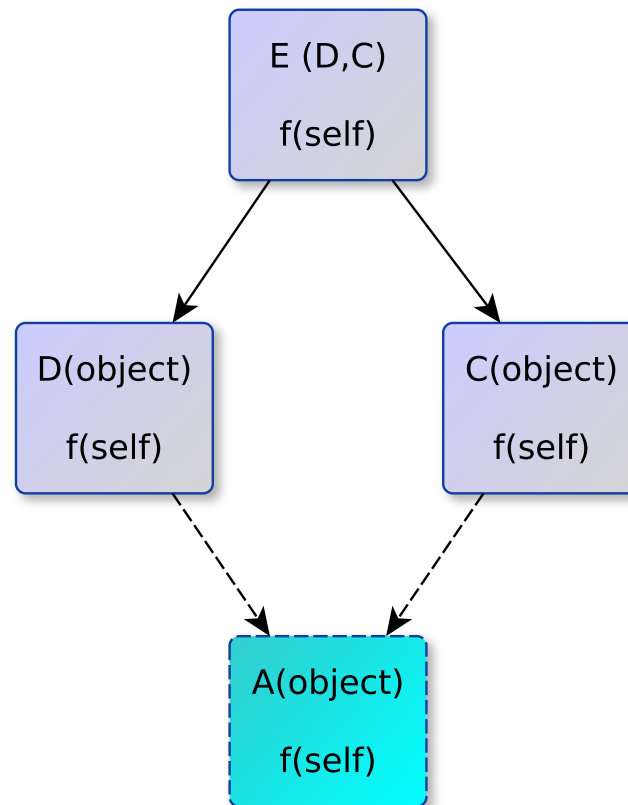 E (D,C)
f(self)
D(object)
f(self)
C(object)
f(self)
A(object)
f(self)